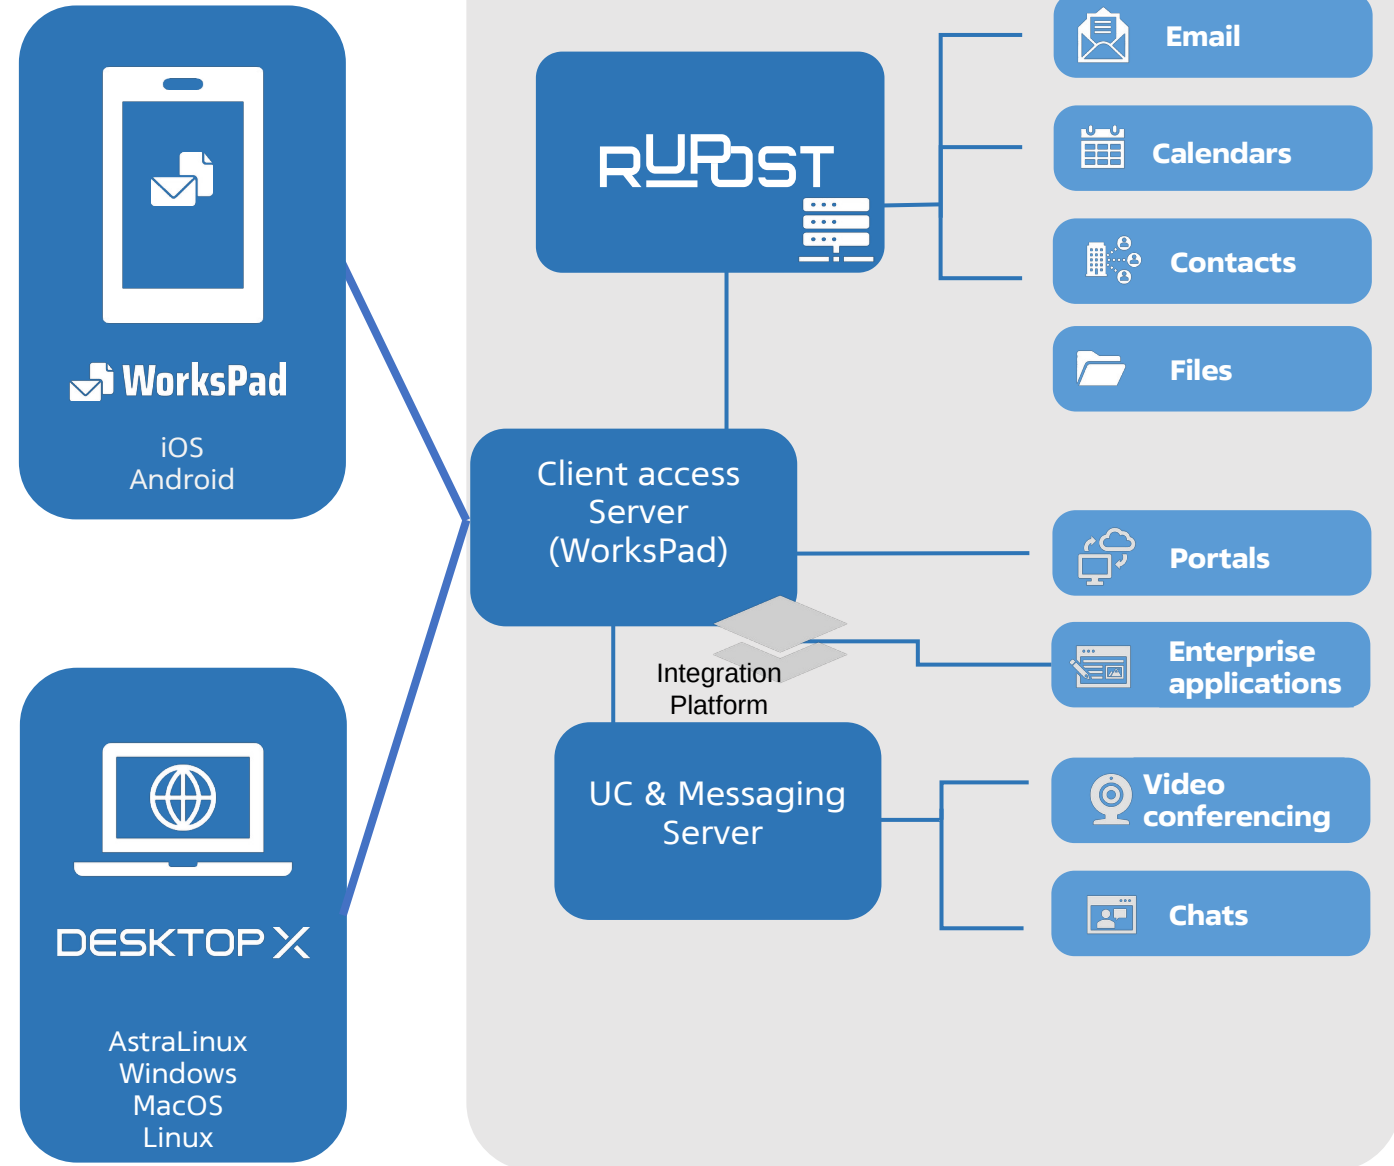 WorksPad
iOS
Android
DESKTOP X
AstraLinux
Windows
MacOS
Linux
RUPOST
Client access
Server
(WorksPad)
Integration
Platform
UC & Messaging
Server
Email
Calendars
Contacts
Files
Portals
Enterprise
applications
Video
conferencing
Chats